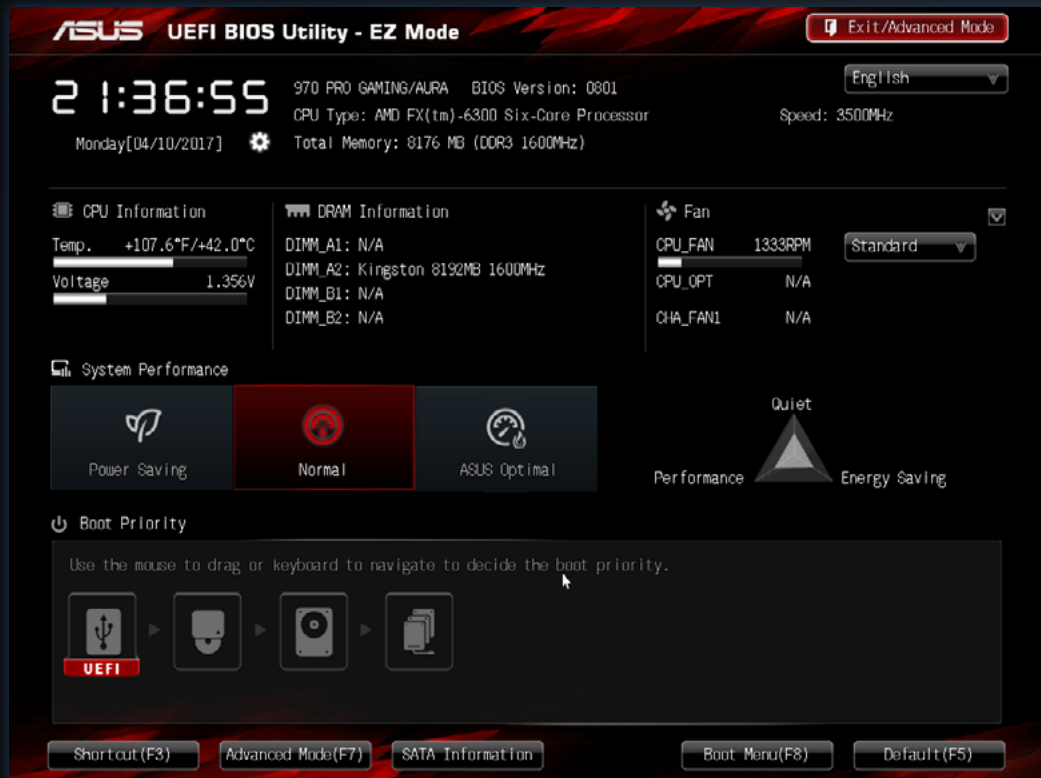 ASUS UEFI BIOS Utility - EZ Mode
Exit/Advanced Mode
21:36:55
Monday[04/10/2017]
970 PRO GAMING/AURA BIOS Version: 0801
English
CPU Type: AMD FX(tm)-6300 Six-Core Processor
Speed: 3500MHz
Total Memory: 8176 MB (DDR3 1600MHz)
CPU Information
Temp. +107.6°F/+42.0°C
Voltage 1.356V
DRAM Information
DIMM_A1: N/A
DIMM_A2: Kingston 8192MB 1600MHz
DIMM_B1: N/A
DIMM_B2: N/A
Fan
CPU_FAN 1333RPM
Standard
CPU_OPT N/A
CHA_FAN1 N/A
System Performance
Power Saving
Normal
ASUS Optimal
Quiet
Performance
Energy Saving
Boot Priority
Use the mouse to drag or keyboard to navigate to decide the boot priority.
UEFI
Shortcut(F3)
Advanced Mode(F7)
SATA Information
Boot Menu(F8)
Default(F5)